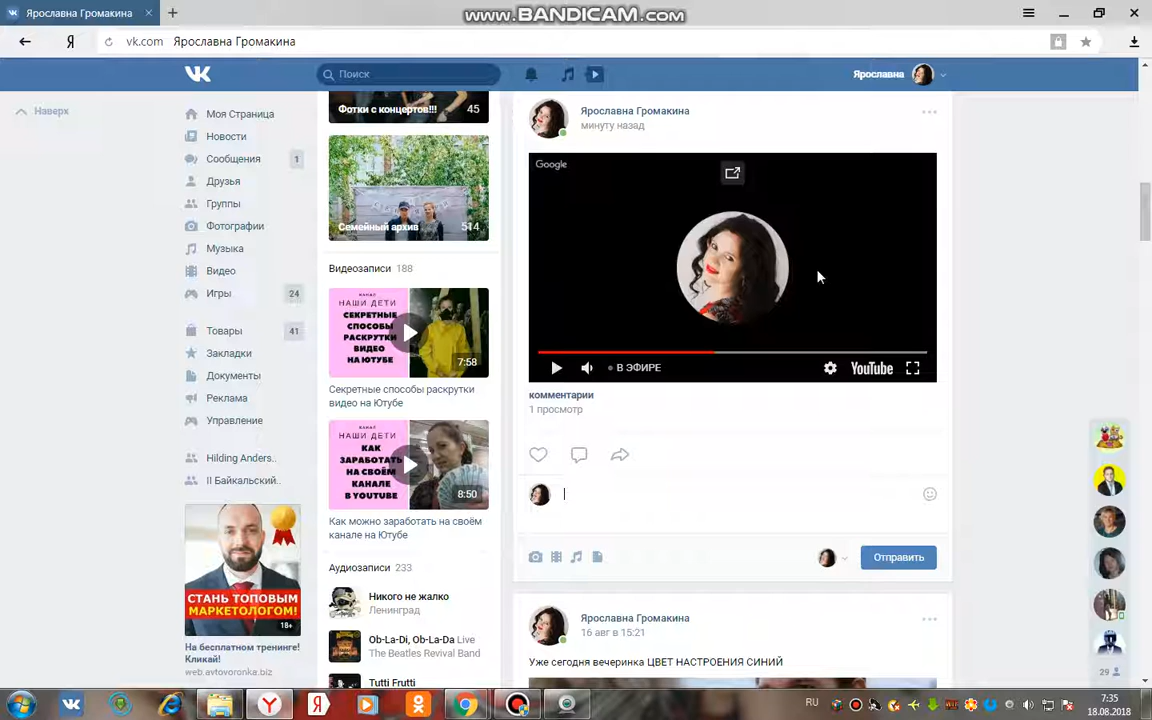 Ярославна Громакина
www.BANDICAM.com
Я
vk.com Ярославна Громакина
Поиск
Ярославна
Наверх
Моя Страница
Новости
Сообщения 1
Друзья
Группы
Фотографии
Музыка
Видео
Игры 24
Товары 41
Закладки
Документы
Реклама
Управление
Hilding Anders..
II Байкальский..
СТАНЬ ТОПОВЫМ
МАРКЕТОЛОГОМ!
18+
На бесплатном тренинге!
Кликай!
web.avtovoronka.biz
Фотки с концертов!!! 45
Семейный архив 514
Видеозаписи 188
КАНАЛ
НАШИ ДЕТИ
СЕКРЕТНЫЕ
СПОСОБЫ
РАСКРУТКИ
ВИДЕО
НА ЮТУБЕ
7:58
Секретные способы раскрутки
видео на Ютубе
КАНАЛ
НАШИ ДЕТИ
КАК
ЗАРАБОТАТЬ
НА СВОЁМ
КАНАЛЕ
В YOUTUBE
8:50
Как можно заработать на своём
канале на Ютубе
Аудиозаписи 233
Никого не жалко
Ленинград
Ob-La-Di, Ob-La-Da Live
The Beatles Revival Band
Tutti Frutti
Ярославна Громакина
минуту назад
Google
В ЭФИРЕ
YouTube
комментарии
1 просмотр
Отправить
Ярославна Громакина
16 авг в 15:21
Уже сегодня вечеринка ЦВЕТ НАСТРОЕНИЯ СИНИЙ
29
RU
7:35
18.08.2018